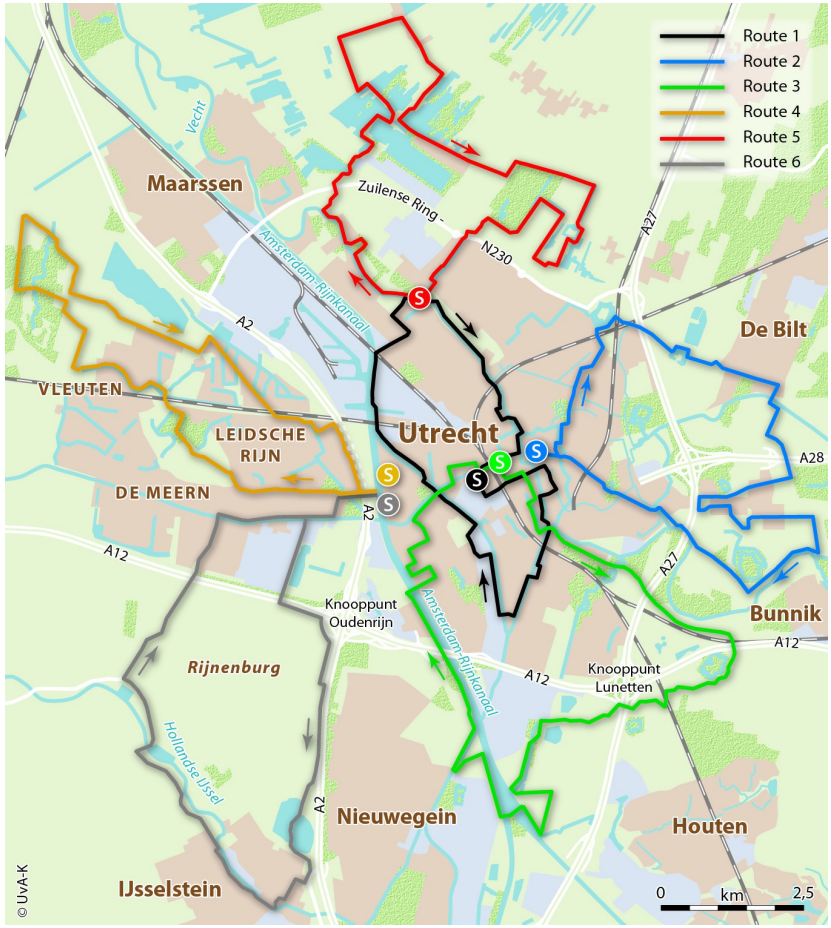 Route 1
Route 2
Route 3
Route 4
Route 5
Route 6
Vecht
Maarssen
Zuilense Ring -
N230
A27
Amsterdam-Rijnkanaal
S
A2
De Bilt
VLEUTEN
LEIDSCHE
RIJN
Utrecht
S
S
S
S
S
A28
DE MEERN
A2
A12
A27
Knooppunt
Oudenrijn
Amsterdam-Rijnkanaal
Bunnik
A12
Rijnenburg
A12
Knooppunt
Lunetten
Hollandse IJssel
A2
Nieuwegein
Houten
IJsselstein
0 km 2,5
© UvA-K